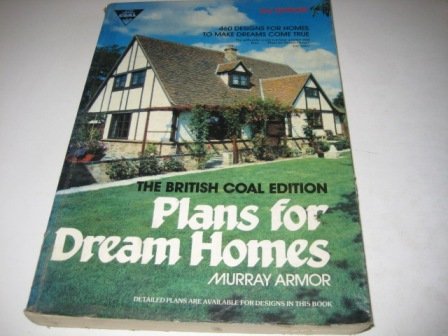 460 DESIGNS FOR HOMES,
TO MAKE DREAMS COME TRUE
THE BRITISH COAL EDITION
Plans for
Dream Homes
MURRAY ARMOR
DETAILED PLANS ARE AVAILABLE FOR DESIGNS IN THIS BOOK